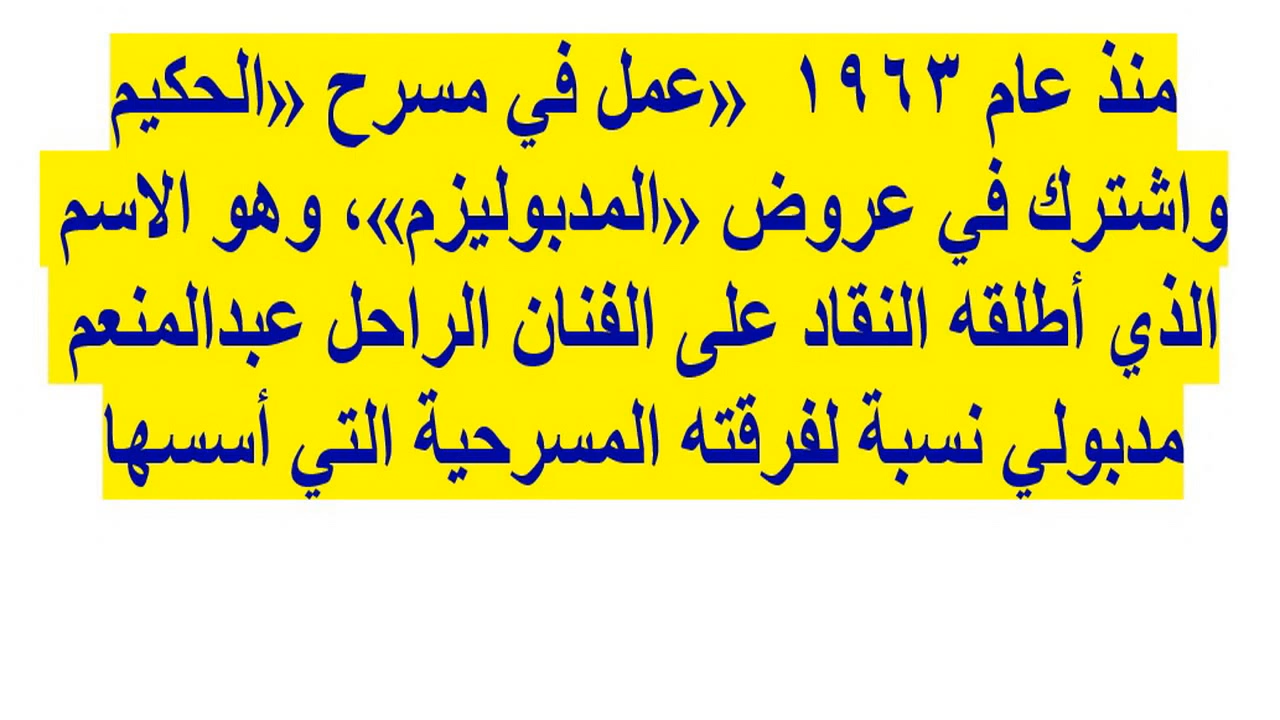 منذ عام ١٩٦٣ «عمل في مسرح «الحكيم
واشترك في عروض «المدبوليزم»، وهو الاسم
الذي أطلقه النقاد على الفنان الراحل عبدالمنعم
مدبولي نسبة لفرقته المسرحية التي أسسها